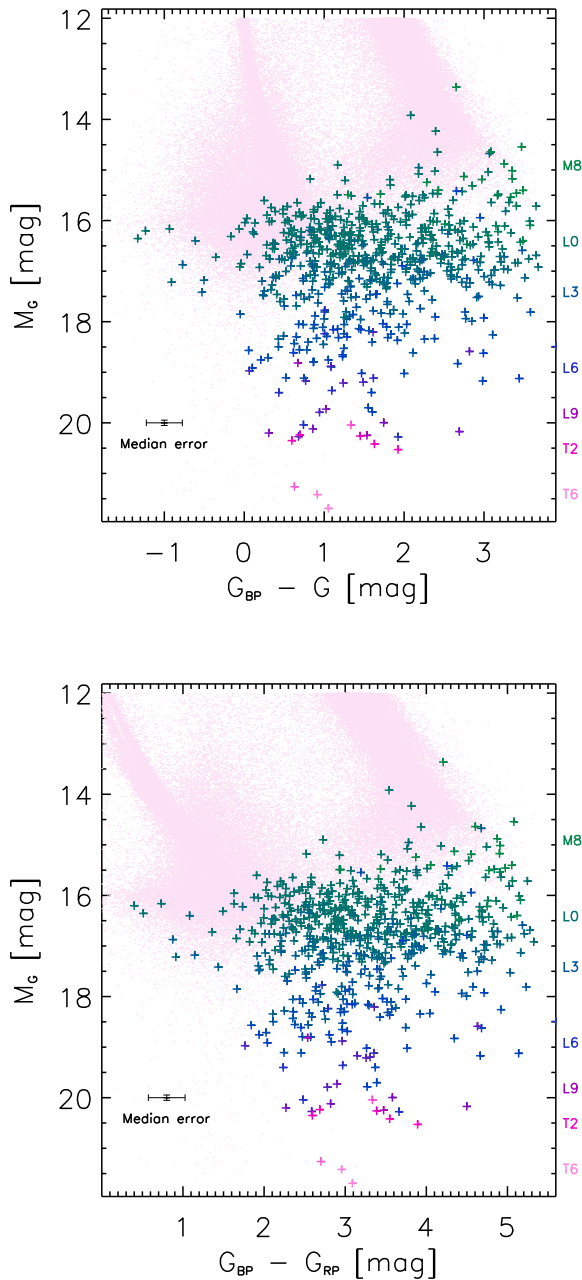 12
14
16
18
20
M_G [mag]
M8
L0
L3
L6
L9
T2
T6
Median error
−1
0
1
2
3
G_BP − G [mag]
12
14
16
18
20
M_G [mag]
M8
L0
L3
L6
L9
T2
T6
Median error
1
2
3
4
5
G_BP − G_RP [mag]